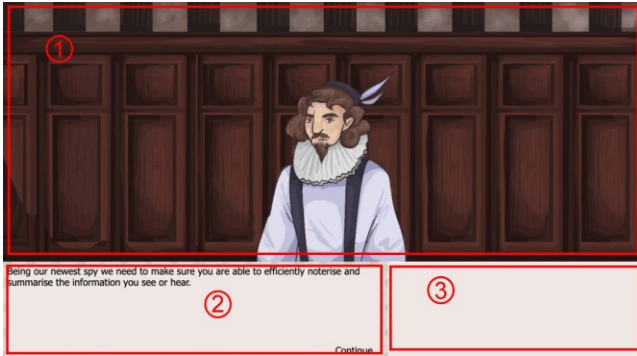 ①
Being our newest spy we need to make sure you are able to efficiently noterise and
summarise the information you see or hear.
②
③
Continue